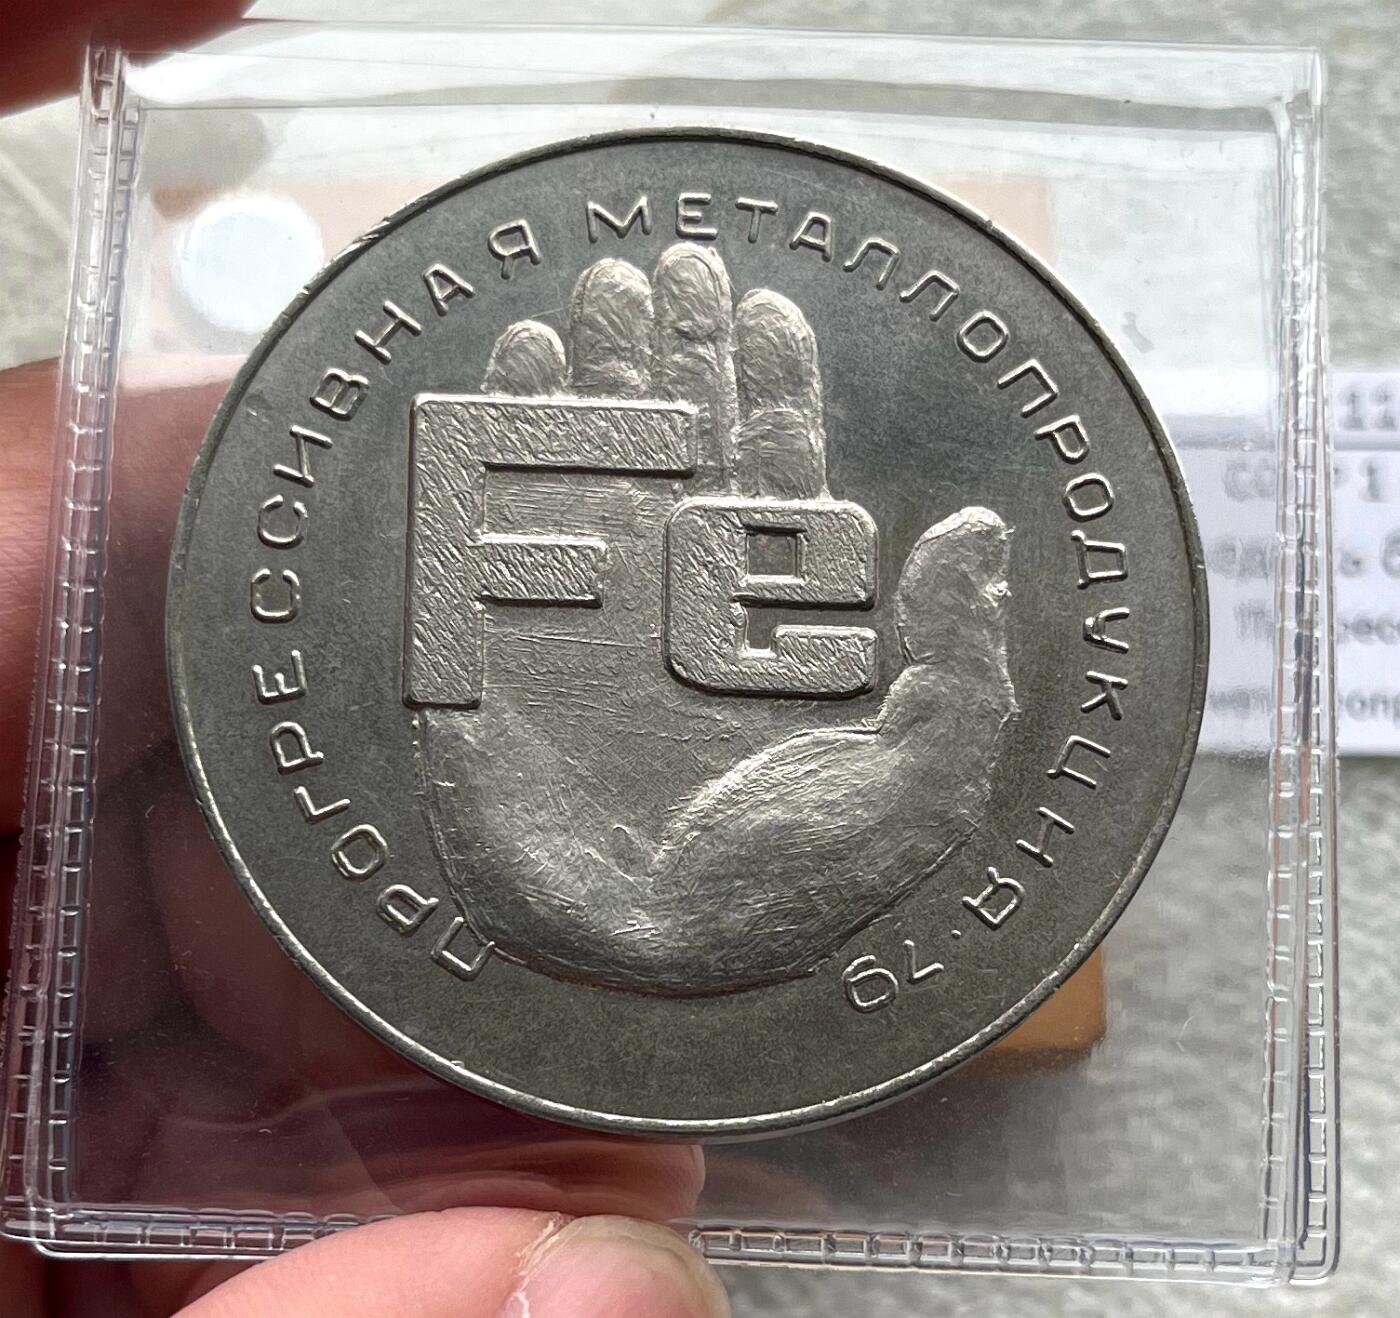 ПРОГРЕССИВНАЯ МЕТАЛЛОПРОДУКЦИЯ · 79
Fe